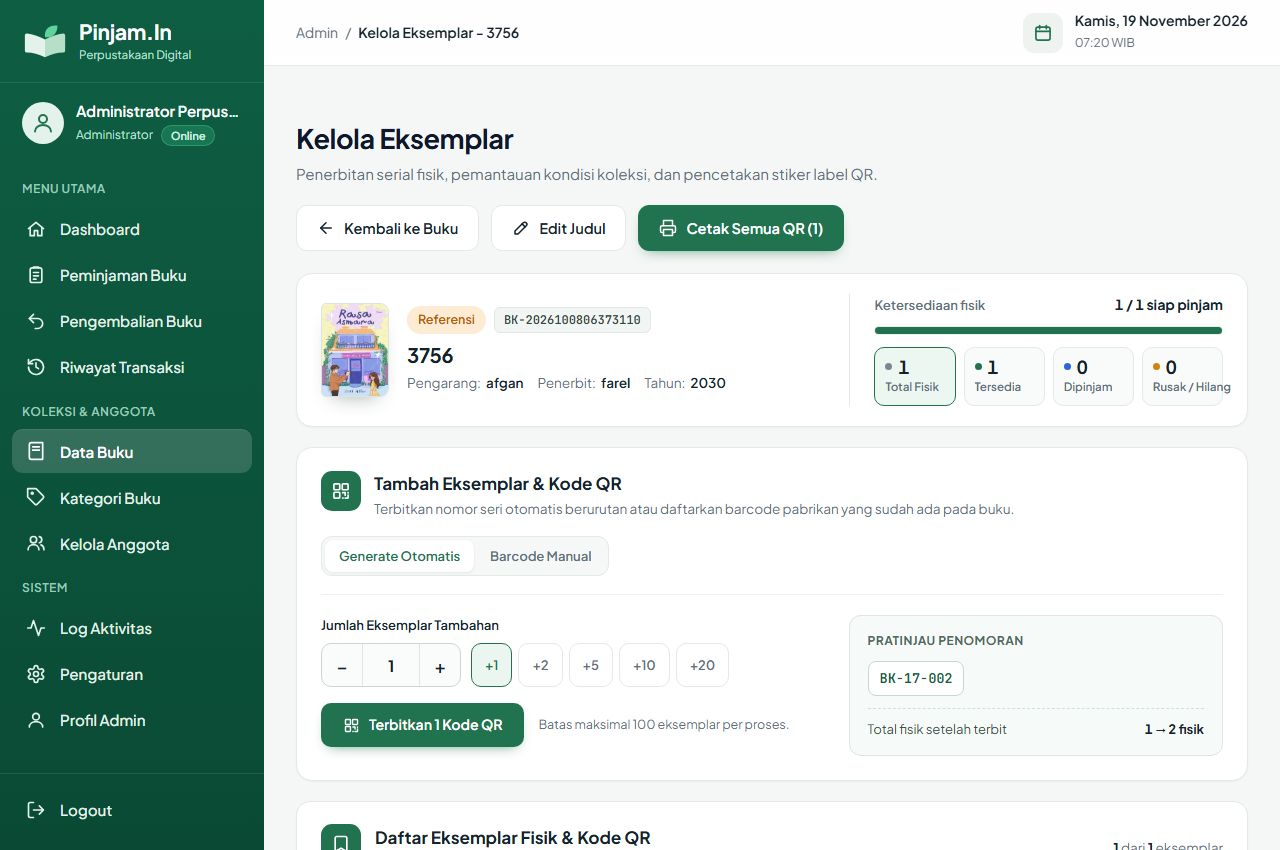 Pinjam.In
Perpustakaan Digital
Administrator Perpus...
Administrator Online
MENU UTAMA
Dashboard
Peminjaman Buku
Pengembalian Buku
Riwayat Transaksi
KOLEKSI & ANGGOTA
Data Buku
Kategori Buku
Kelola Anggota
SISTEM
Log Aktivitas
Pengaturan
Profil Admin
Logout
Admin / Kelola Eksemplar - 3756
Kamis, 19 November 2026
07:20 WIB
Kelola Eksemplar
Penerbitan serial fisik, pemantauan kondisi koleksi, dan pencetakan stiker label QR.
Kembali ke Buku
Edit Judul
Cetak Semua QR (1)
Rasa
Asmara
Referensi
BK-2026100806373110
3756
Pengarang: afgan Penerbit: farel Tahun: 2030
Ketersediaan fisik
1 / 1 siap pinjam
1
Total Fisik
1
Tersedia
0
Dipinjam
0
Rusak / Hilang
Tambah Eksemplar & Kode QR
Terbitkan nomor seri otomatis berurutan atau daftarkan barcode pabrikan yang sudah ada pada buku.
Generate Otomatis
Barcode Manual
Jumlah Eksemplar Tambahan
− 1 + +1 +2 +5 +10 +20
Terbitkan 1 Kode QR
Batas maksimal 100 eksemplar per proses.
PRATINJAU PENOMORAN
BK-17-002
Total fisik setelah terbit
1 → 2 fisik
Daftar Eksemplar Fisik & Kode QR
1 dari 1 eksemplar